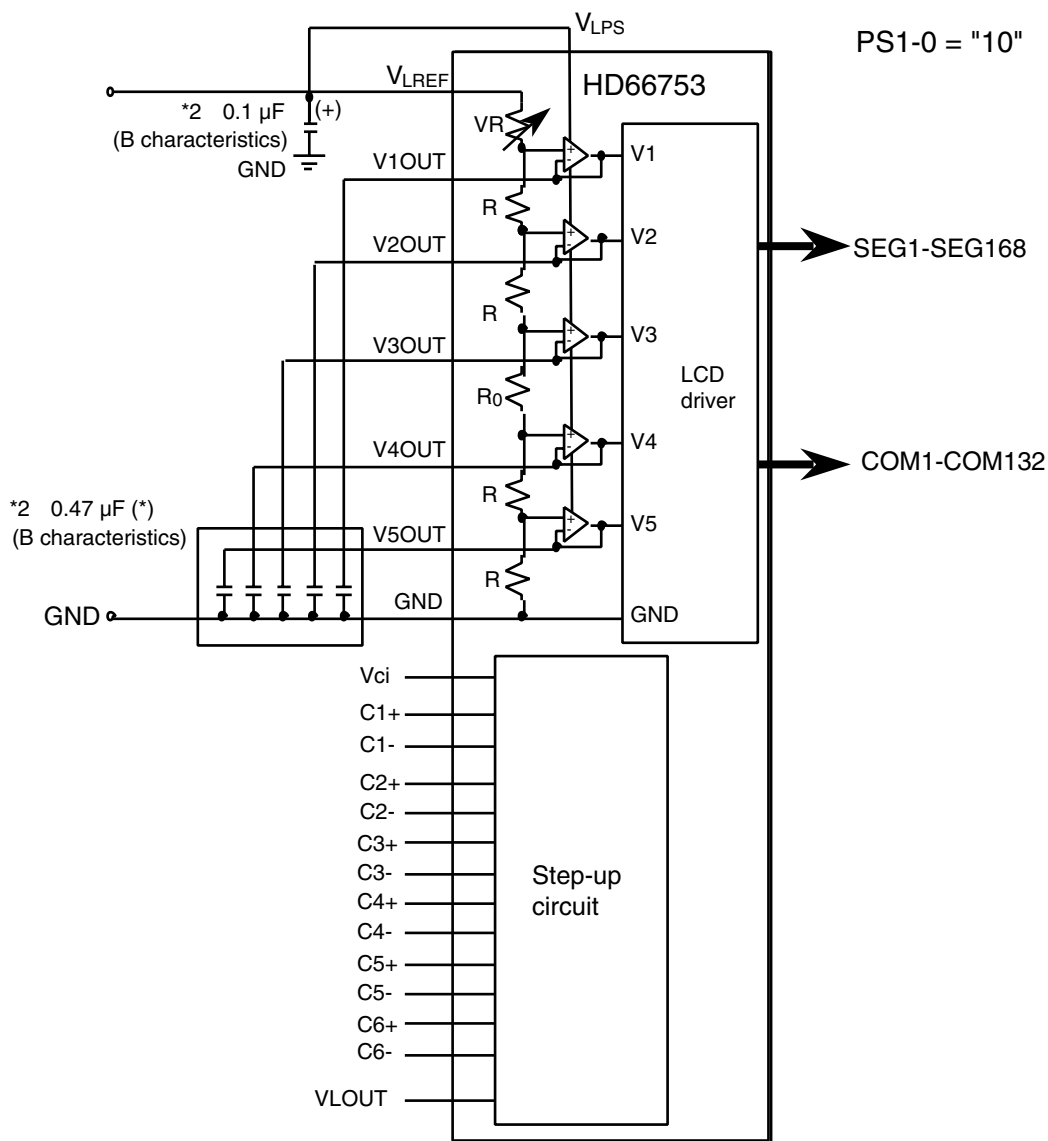 VLPS
PS1-0 = "10"
VLREF
HD66753
*2 0.1 µF (+)
(B characteristics)
GND
VR
V1OUT
+
-
V1
R
V2OUT
+
-
V2
SEG1-SEG168
R
V3OUT
+
-
V3
R0
LCD
driver
V4OUT
+
-
V4
COM1-COM132
*2 0.47 µF (*)
(B characteristics)
R
V5OUT
+
-
V5
R
GND
GND
GND
Vci
C1+
C1-
C2+
C2-
C3+
C3-
C4+
C4-
C5+
C5-
C6+
C6-
VLOUT
Step-up
circuit